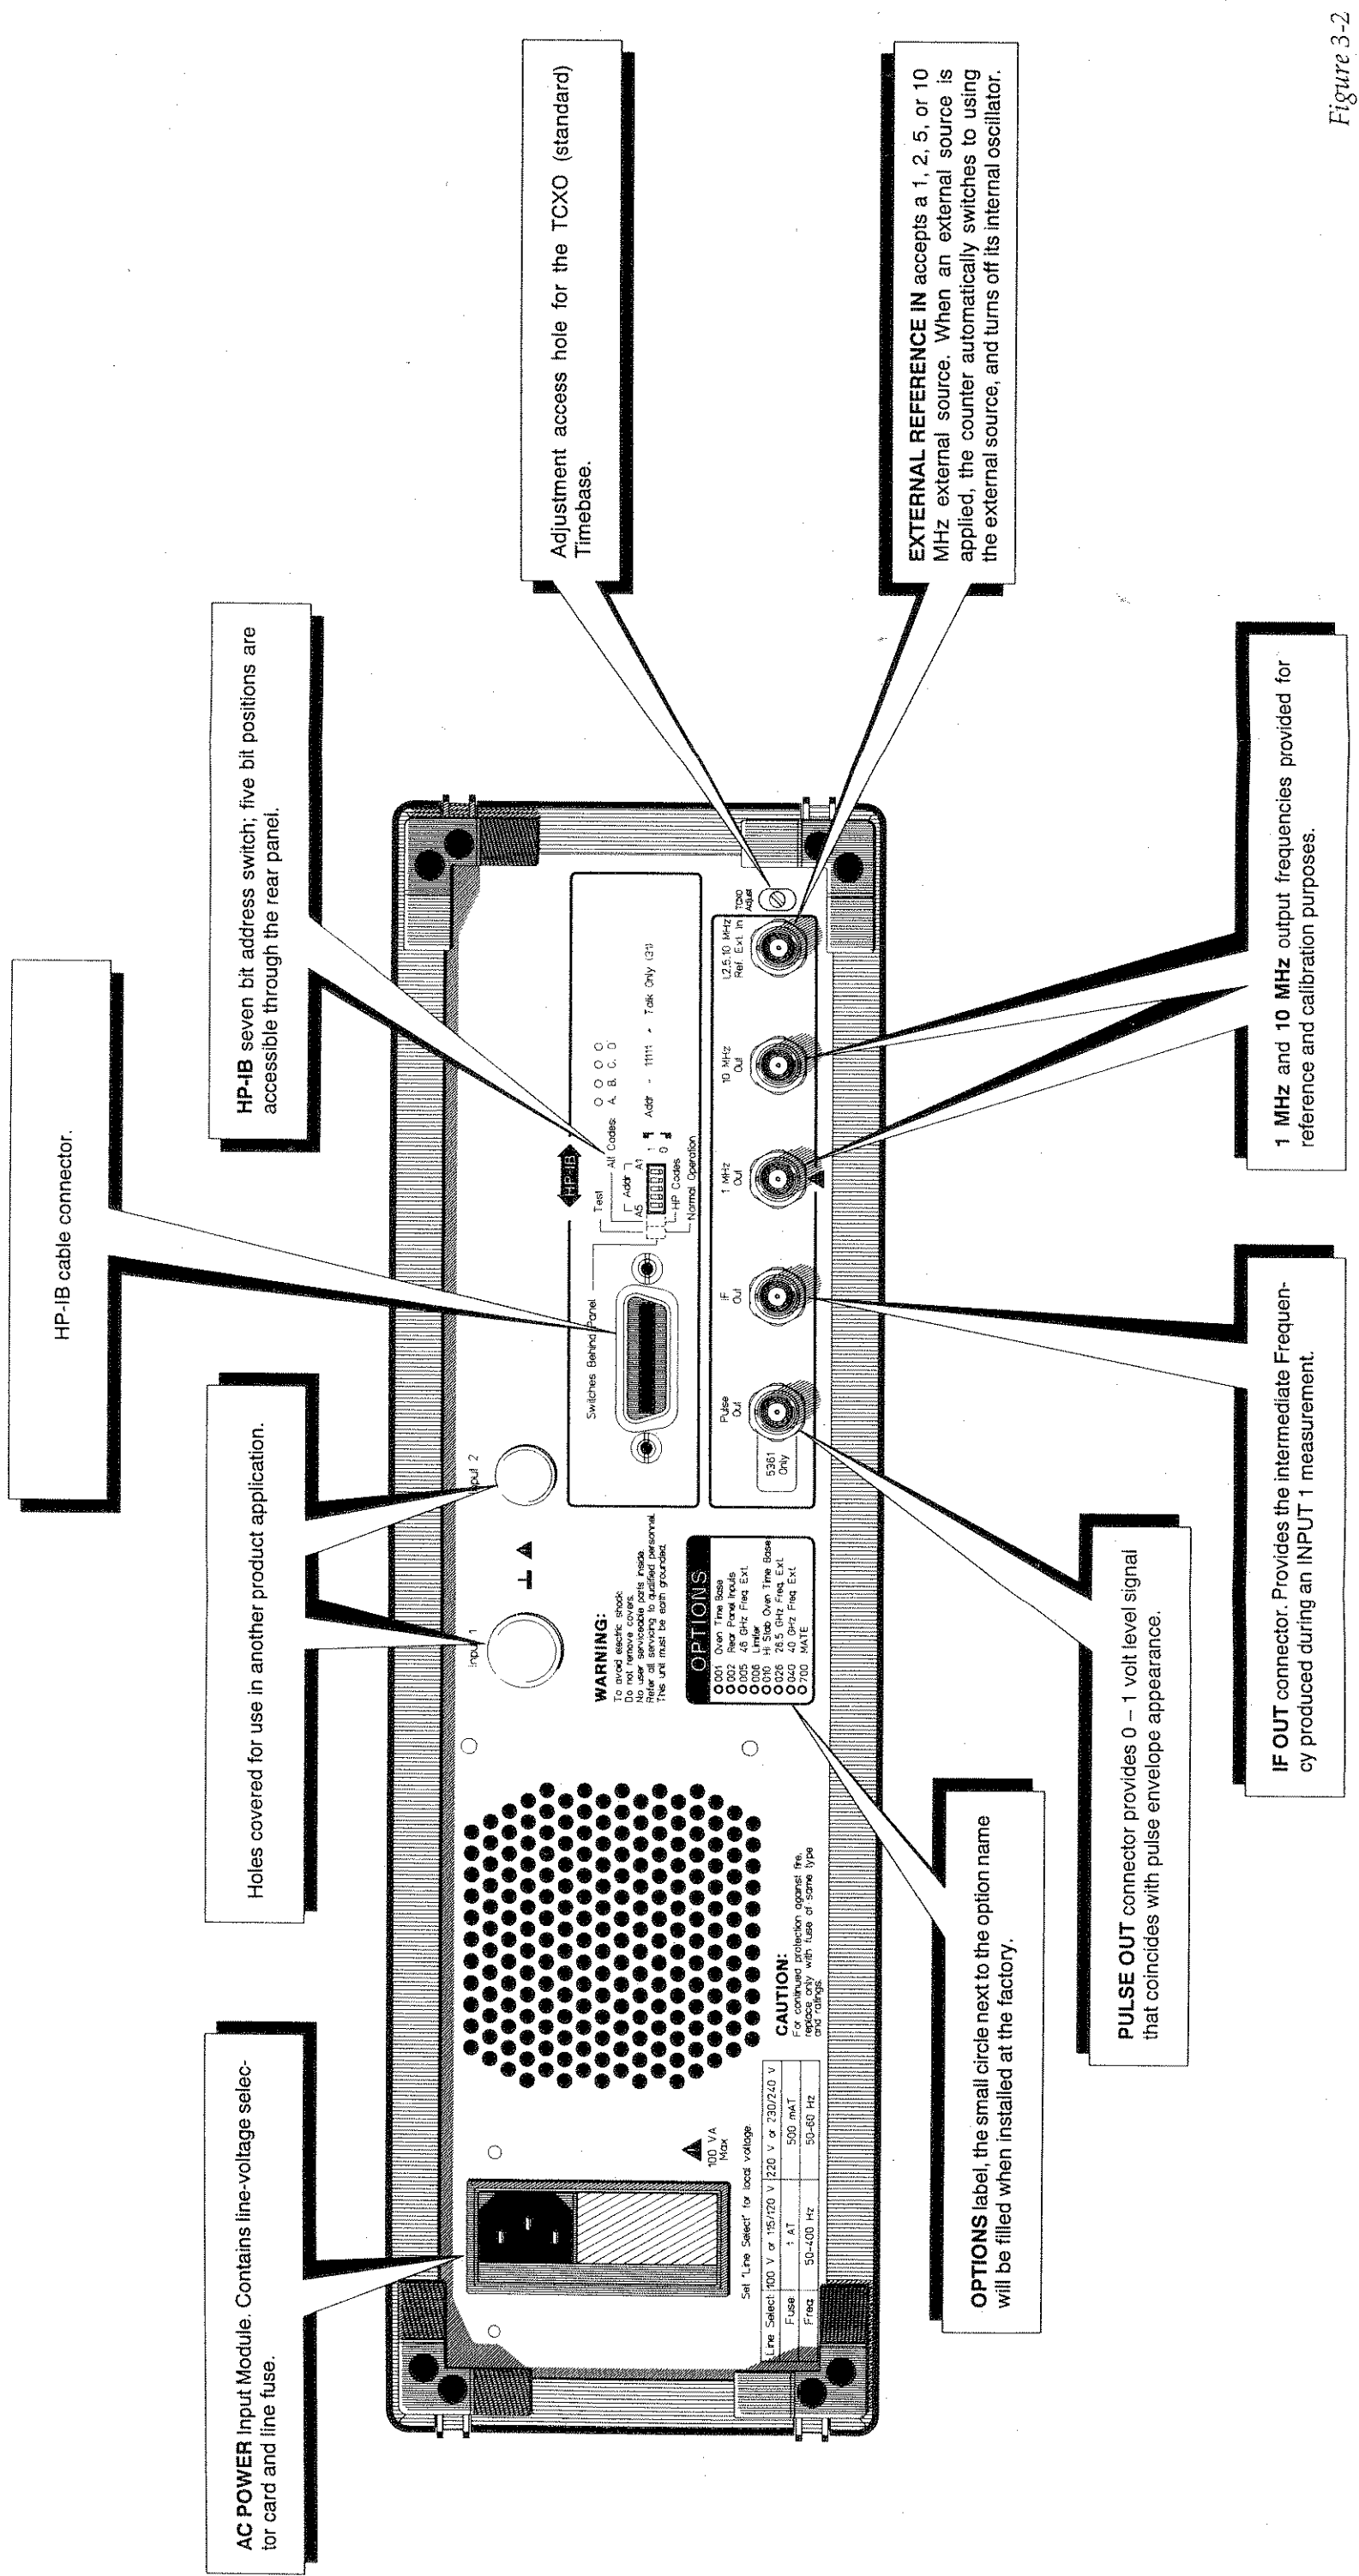 AC POWER Input Module. Contains line-voltage selec-
tor card and line fuse.
Holes covered for use in another product application.
HP-IB cable connector.
HP-IB seven bit address switch; five bit positions are
accessible through the rear panel.
Adjustment access hole for the TCXO (standard)
Timebase.
EXTERNAL REFERENCE IN accepts a 1, 2, 5, or 10
MHz external source. When an external source is
applied, the counter automatically switches to using
the external source, and turns off its internal oscillator.
Input 1
Input 2
100 VA
Max
Set "Line Select" for local voltage.
Line Select 100 V or 115/120 V 220 V or 230/240 V
Fuse 1 AT 500 mAT
Freq 50-400 Hz 50-60 Hz
CAUTION:
For continued protection against fire,
replace only with fuse of same type
and ratings.
WARNING:
To avoid electric shock:
Do not remove covers.
No user serviceable parts inside.
Refer all servicing to qualified personnel.
This unit must be earth grounded.
OPTIONS
001 Oven Time Base
002 Rear Panel Inputs
005 46 GHz Freq. Ext.
006 Limiter
010 Hi Stab Oven Time Base
026 26.5 GHz Freq. Ext.
040 40 GHz Freq. Ext.
700 MATE
HP-IB
Switches Behind Panel
Test
Alt Codes: A. B. C. D
Addr
A5 A1
1
0
Addr - 11111 - Talk Only (31)
HP Codes
Normal Operation
5361
Only
Pulse
Out
IF
Out
1 MHz
Out
10 MHz
Out
1,2,5,10 MHz
Ref. Ext. In
TCXO
Adjust
OPTIONS label, the small circle next to the option name
will be filled when installed at the factory.
PULSE OUT connector provides 0 – 1 volt level signal
that coincides with pulse envelope appearance.
IF OUT connector. Provides the intermediate Frequen-
cy produced during an INPUT 1 measurement.
1 MHz and 10 MHz output frequencies provided for
reference and calibration purposes.
Figure 3-2